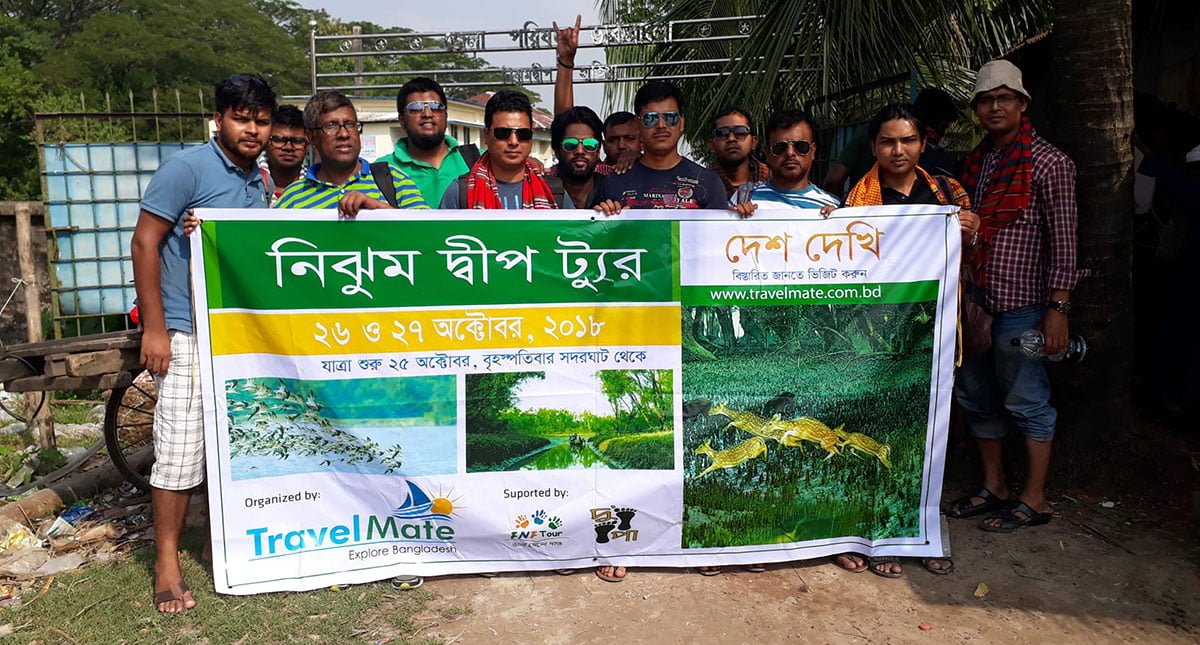 নিঝুম দ্বীপ ট্যুর
২৬ ও ২৭ অক্টোবর, ২০১৮
যাত্রা শুরু ২৫ অক্টোবর, বৃহস্পতিবার সদরঘাট থেকে
দেশ দেখি
বিস্তারিত জানতে ভিজিট করুন
www.travelmate.com.bd
Organized by:
TravelMate
Explore Bangladesh
Suported by:
FNF Tour
দু পা